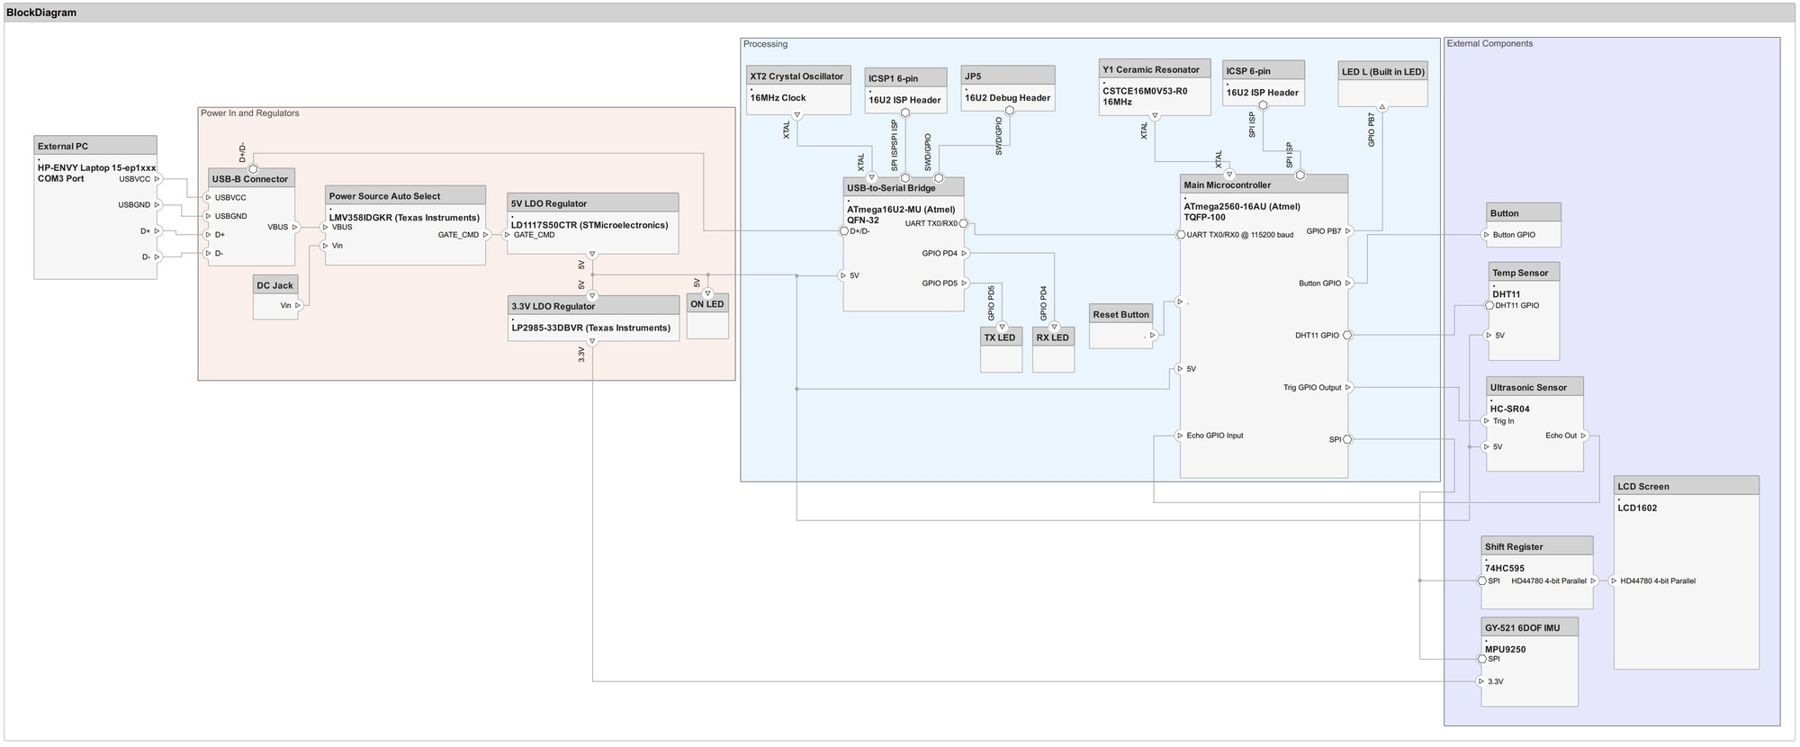 BlockDiagram
External PC
HP-ENVY Laptop 15-ep1xxx
COM3 Port
USBVCC
USBGND
D+
D-
Power In and Regulators
D+/D-
USB-B Connector
USBVCC
USBGND
D+
D-
VBUS
DC Jack
Vin
Power Source Auto Select
LMV358IDGKR (Texas Instruments)
VBUS
GATE_CMD
Vin
5V LDO Regulator
LD1117S50CTR (STMicroelectronics)
GATE_CMD
5V
5V
5V
3.3V LDO Regulator
LP2985-33DBVR (Texas Instruments)
3.3V
ON LED
Processing
XT2 Crystal Oscillator
16MHz Clock
XTAL
XTAL
ICSP1 6-pin
16U2 ISP Header
SPI ISPSPI ISP
JP5
16U2 Debug Header
SWD/GPIO
SWD/GPIO
USB-to-Serial Bridge
ATmega16U2-MU (Atmel)
QFN-32
UART TX0/RX0
D+/D-
GPIO PD4
5V
GPIO PD5
GPIO PD5
GPIO PD4
TX LED
RX LED
Y1 Ceramic Resonator
CSTCE16M0V53-R0
16MHz
XTAL
XTAL
ICSP 6-pin
16U2 ISP Header
SPI ISP
SPI ISP
LED L (Built in LED)
GPIO PB7
Reset Button
.
Main Microcontroller
ATmega2560-16AU (Atmel)
TQFP-100
UART TX0/RX0 @ 115200 baud
GPIO PB7
Button GPIO
.
DHT11 GPIO
5V
Trig GPIO Output
Echo GPIO Input
SPI
External Components
Button
Button GPIO
Temp Sensor
DHT11
DHT11 GPIO
5V
Ultrasonic Sensor
HC-SR04
Trig In
Echo Out
5V
LCD Screen
LCD1602
HD44780 4-bit Parallel
Shift Register
74HC595
SPI
HD44780 4-bit Parallel
GY-521 6DOF IMU
MPU9250
SPI
3.3V